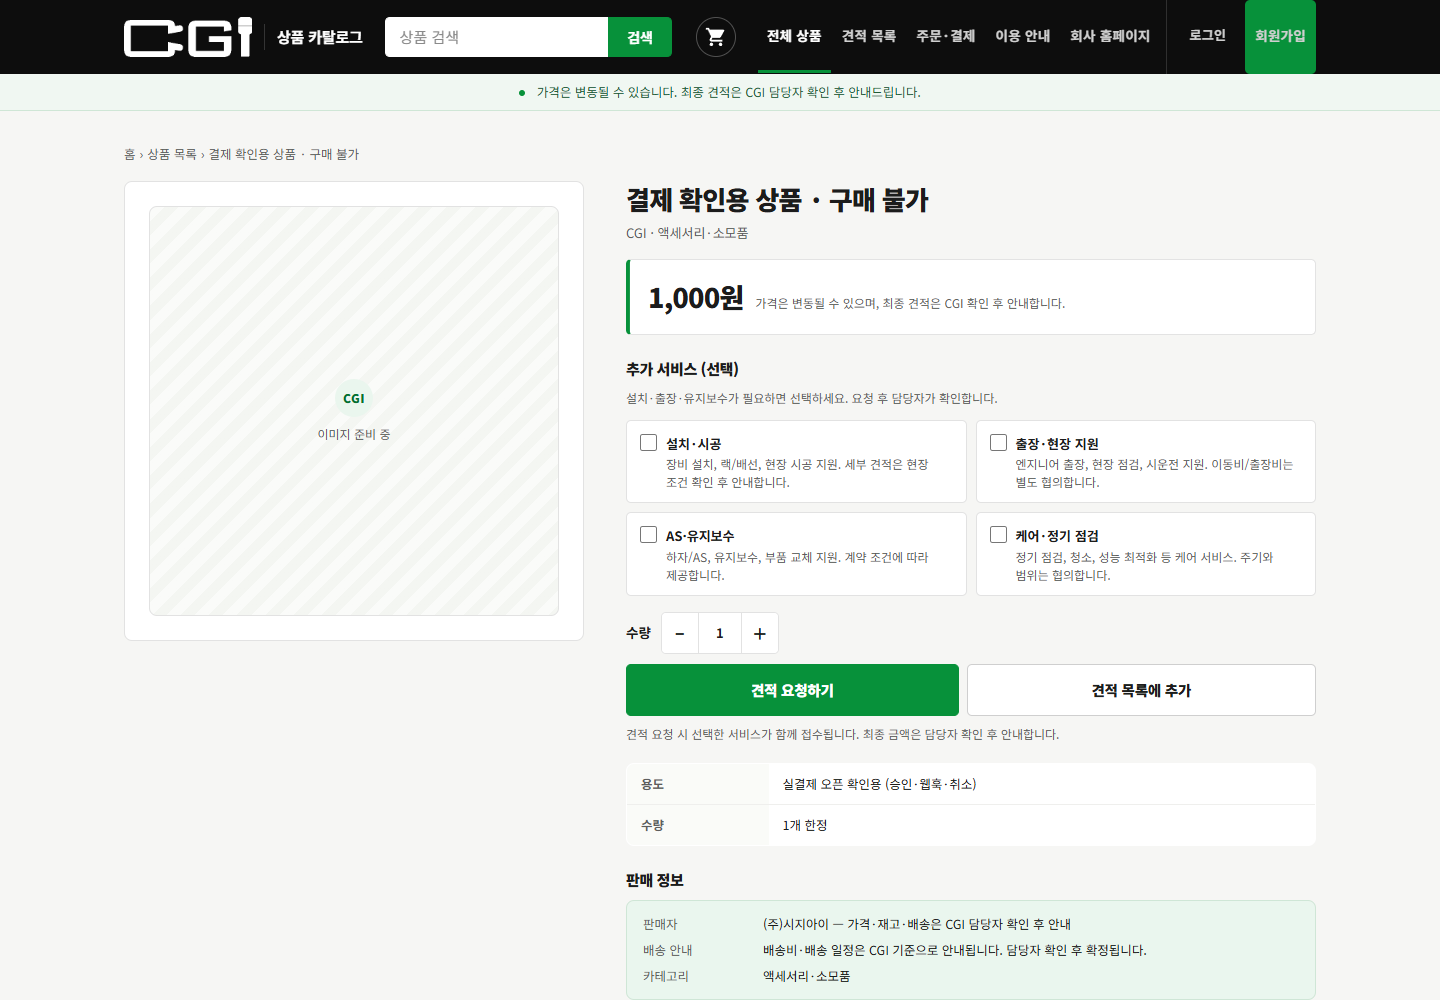 CGI
상품 카탈로그
상품 검색
검색
전체 상품
견적 목록
주문·결제
이용 안내
회사 홈페이지
로그인
회원가입
가격은 변동될 수 있습니다. 최종 견적은 CGI 담당자 확인 후 안내드립니다.
홈 › 상품 목록 › 결제 확인용 상품 · 구매 불가
CGI
이미지 준비 중
결제 확인용 상품 · 구매 불가
CGI · 액세서리·소모품
1,000원 가격은 변동될 수 있으며, 최종 견적은 CGI 확인 후 안내합니다.
추가 서비스 (선택)
설치·출장·유지보수가 필요하면 선택하세요. 요청 후 담당자가 확인합니다.
설치·시공
장비 설치, 랙/배선, 현장 시공 지원. 세부 견적은 현장
조건 확인 후 안내합니다.
출장·현장 지원
엔지니어 출장, 현장 점검, 시운전 지원. 이동비/출장비는
별도 협의합니다.
AS·유지보수
하자/AS, 유지보수, 부품 교체 지원. 계약 조건에 따라
제공합니다.
케어·정기 점검
정기 점검, 청소, 성능 최적화 등 케어 서비스. 주기와
범위는 협의합니다.
수량 − 1 +
견적 요청하기
견적 목록에 추가
견적 요청 시 선택한 서비스가 함께 접수됩니다. 최종 금액은 담당자 확인 후 안내합니다.
용도 실결제 오픈 확인용 (승인·웹훅·취소)
수량 1개 한정
판매 정보
판매자 (주)시지아이 — 가격·재고·배송은 CGI 담당자 확인 후 안내
배송 안내 배송비·배송 일정은 CGI 기준으로 안내됩니다. 담당자 확인 후 확정됩니다.
카테고리 액세서리·소모품